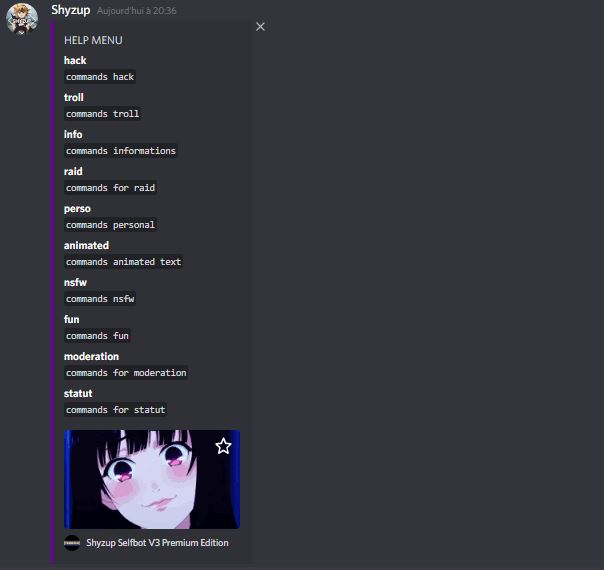 Shyzup Aujourd'hui à 20:36
HELP MENU
hack
commands hack
troll
commands troll
info
commands informations
raid
commands for raid
perso
commands personal
animated
commands animated text
nsfw
commands nsfw
fun
commands fun
moderation
commands for moderation
statut
commands for statut
Shyzup Selfbot V3 Premium Edition